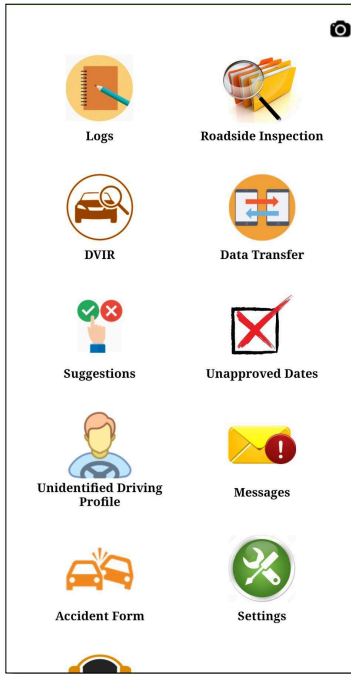 Logs
Roadside Inspection
DVIR
Data Transfer
Suggestions
Unapproved Dates
Unidentified Driving
Profile
Messages
Accident Form
Settings